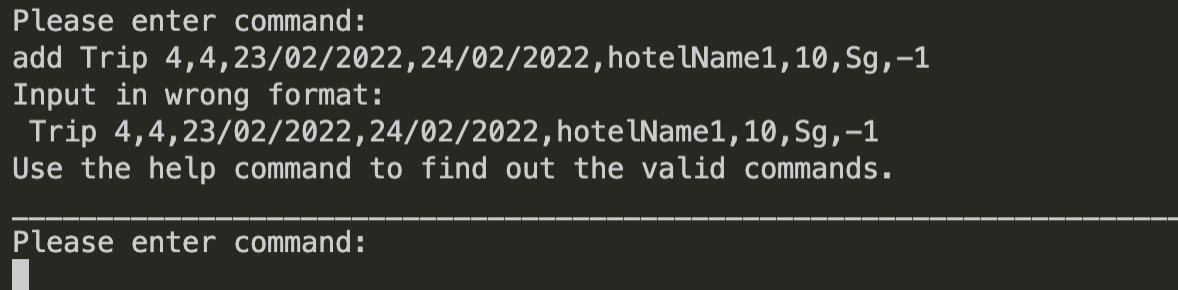 Please enter command:
add Trip 4,4,23/02/2022,24/02/2022,hotelName1,10,Sg,-1
Input in wrong format:
 Trip 4,4,23/02/2022,24/02/2022,hotelName1,10,Sg,-1
Use the help command to find out the valid commands.
______________________________________________________________________
Please enter command: